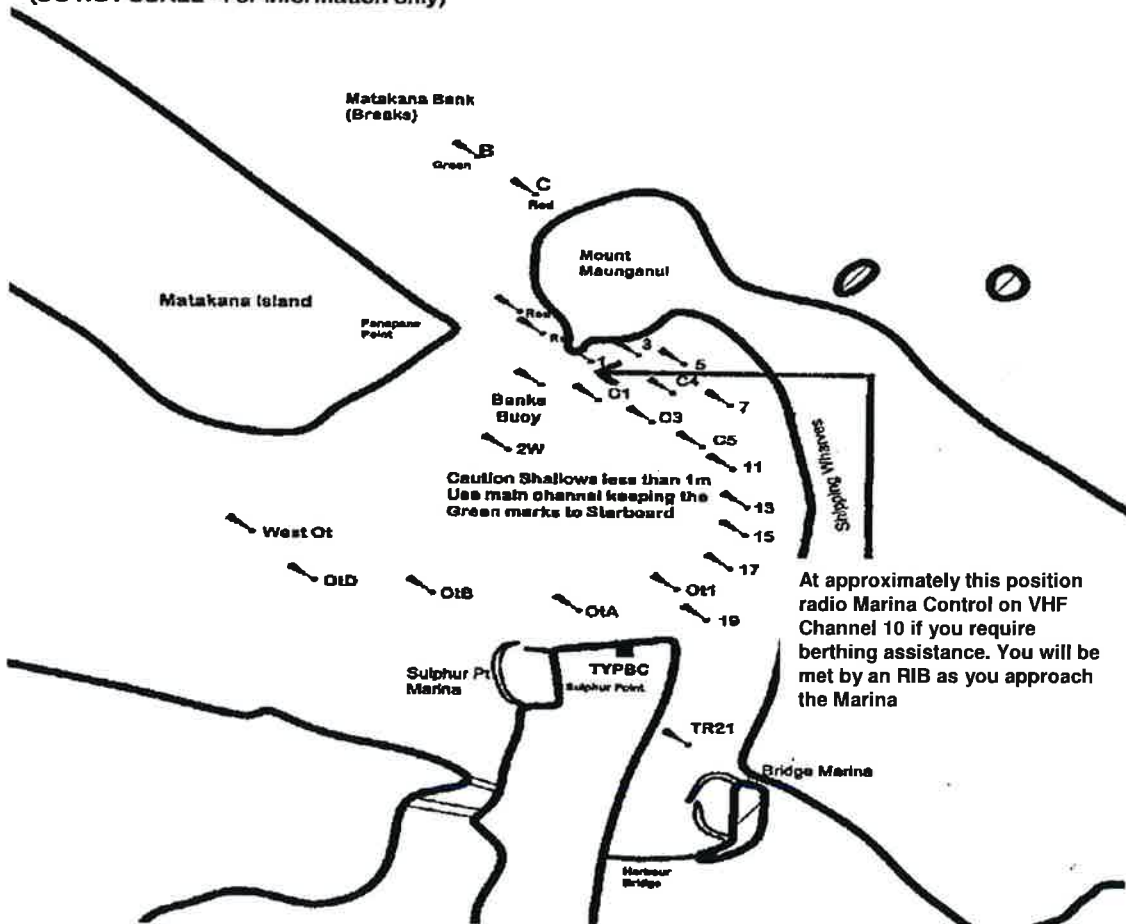 Matakana Bank
(Breaks)
B
Green
C
Red
Mount
Maunganui
Matakana Island
Panapane
Point
Red
1
3
5
C4
7
Banks
Buoy
C1
C3
C5
2W
11
Caution Shallows less than 1m
Use main channel keeping the
Green marks to Starboard
13
15
17
Shipping Wharves
West Ot
OtD
OtB
OtA
Ot1
19
At approximately this position
radio Marina Control on VHF
Channel 10 if you require
berthing assistance. You will be
met by an RIB as you approach
the Marina
Sulphur Pt
Marina
TYPBC
Sulphur Point
TR21
Bridge Marina
Harbour
Bridge